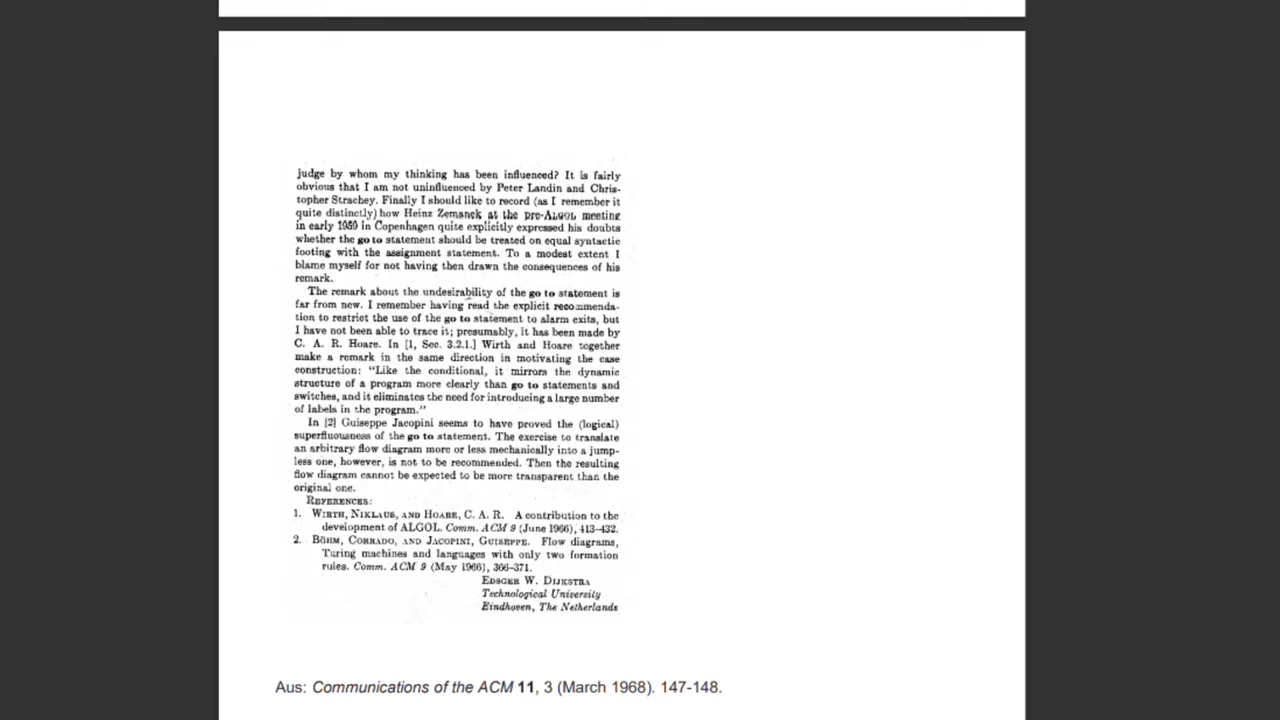 judge by whom my thinking has been influenced? It is fairly
obvious that I am not uninfluenced by Peter Landin and Chris-
topher Strachey. Finally I should like to record (as I remember it
quite distinctly) how Heinz Zemanek at the pre-ALGOL meeting
in early 1959 in Copenhagen quite explicitly expressed his doubts
whether the go to statement should be treated on equal syntactic
footing with the assignment statement. To a modest extent I
blame myself for not having then drawn the consequences of his
remark.
The remark about the undesirability of the go to statement is
far from new. I remember having read the explicit recommenda-
tion to restrict the use of the go to statement to alarm exits, but
I have not been able to trace it; presumably, it has been made by
C. A. R. Hoare. In [1, Sec. 3.2.1.] Wirth and Hoare together
make a remark in the same direction in motivating the case
construction: “Like the conditional, it mirrors the dynamic
structure of a program more clearly than go to statements and
switches, and it eliminates the need for introducing a large number
of labels in the program.”
In [2] Guiseppe Jacopini seems to have proved the (logical)
superfluousness of the go to statement. The exercise to translate
an arbitrary flow diagram more or less mechanically into a jump-
less one, however, is not to be recommended. Then the resulting
flow diagram cannot be expected to be more transparent than the
original one.
REFERENCES:
1. WIRTH, NIKLAUS, AND HOARE, C. A. R. A contribution to the
development of ALGOL. Comm. ACM 9 (June 1966), 413-432.
2. BÖHM, CORRADO, AND JACOPINI, GUISEPPE. Flow diagrams,
Turing machines and languages with only two formation
rules. Comm. ACM 9 (May 1966), 366-371.
EDSGER W. DIJKSTRA
Technological University
Eindhoven, The Netherlands
Aus: Communications of the ACM 11, 3 (March 1968). 147-148.